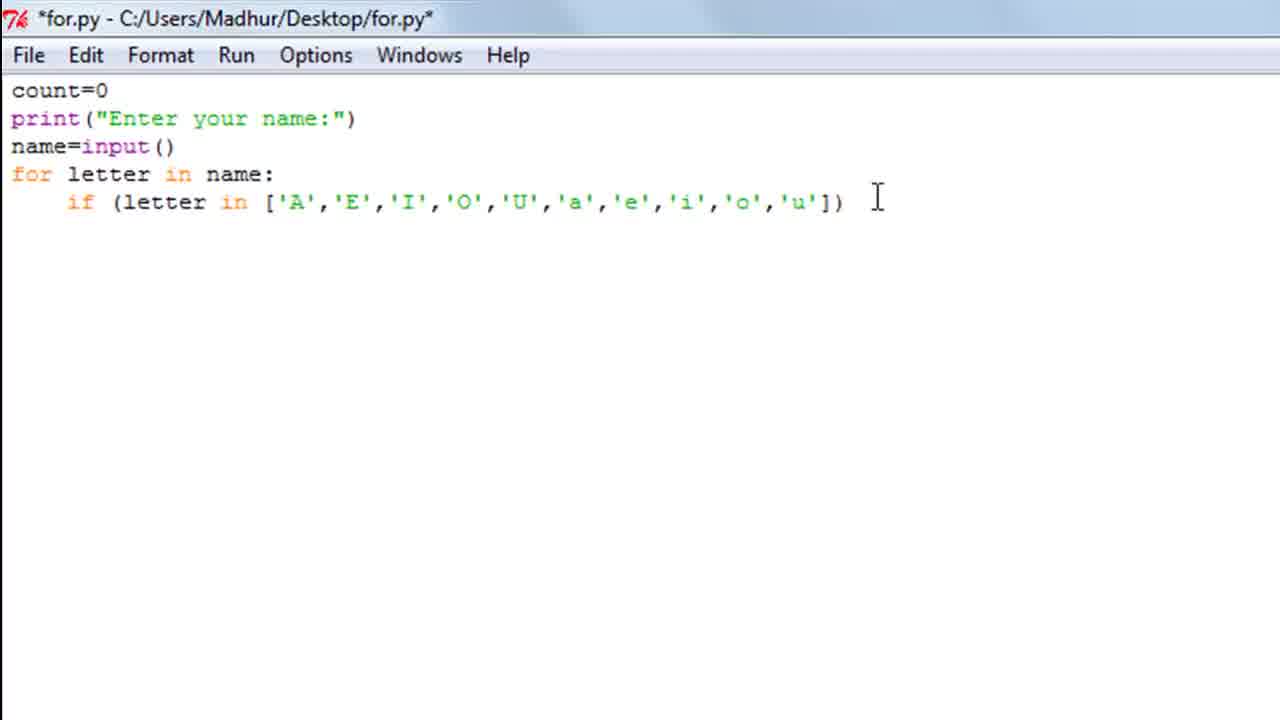 *for.py - C:/Users/Madhur/Desktop/for.py*
File Edit Format Run Options Windows Help
count=0
print("Enter your name:")
name=input()
for letter in name:
    if (letter in ['A','E','I','O','U','a','e','i','o','u'])